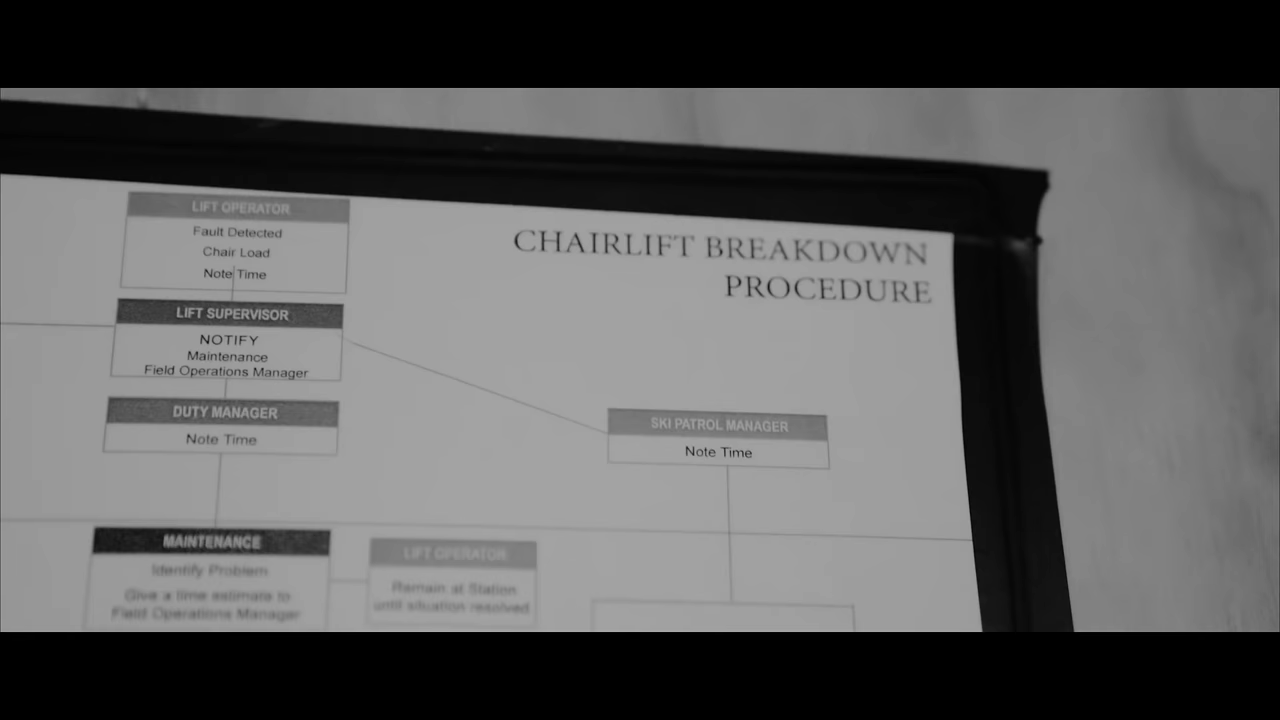 LIFT OPERATOR
Fault Detected
Chair Load
Note Time
CHAIRLIFT BREAKDOWN
PROCEDURE
LIFT SUPERVISOR
NOTIFY
Maintenance
Field Operations Manager
DUTY MANAGER
Note Time
SKI PATROL MANAGER
Note Time
MAINTENANCE
Identify Problem
Give a time estimate to
Field Operations Manager
LIFT OPERATOR
Remain at Station
until situation resolved